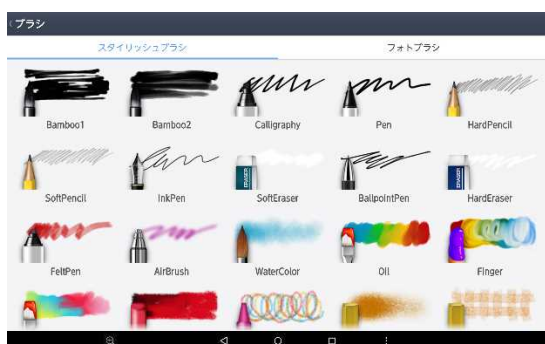 ブラシ
スタイリッシュブラシ フォトブラシ
Bamboo1 Bamboo2 Calligraphy Pen HardPencil
SoftPencil InkPen SoftEraser BallpointPen HardEraser
FeltPen AirBrush WaterColor Oil Finger